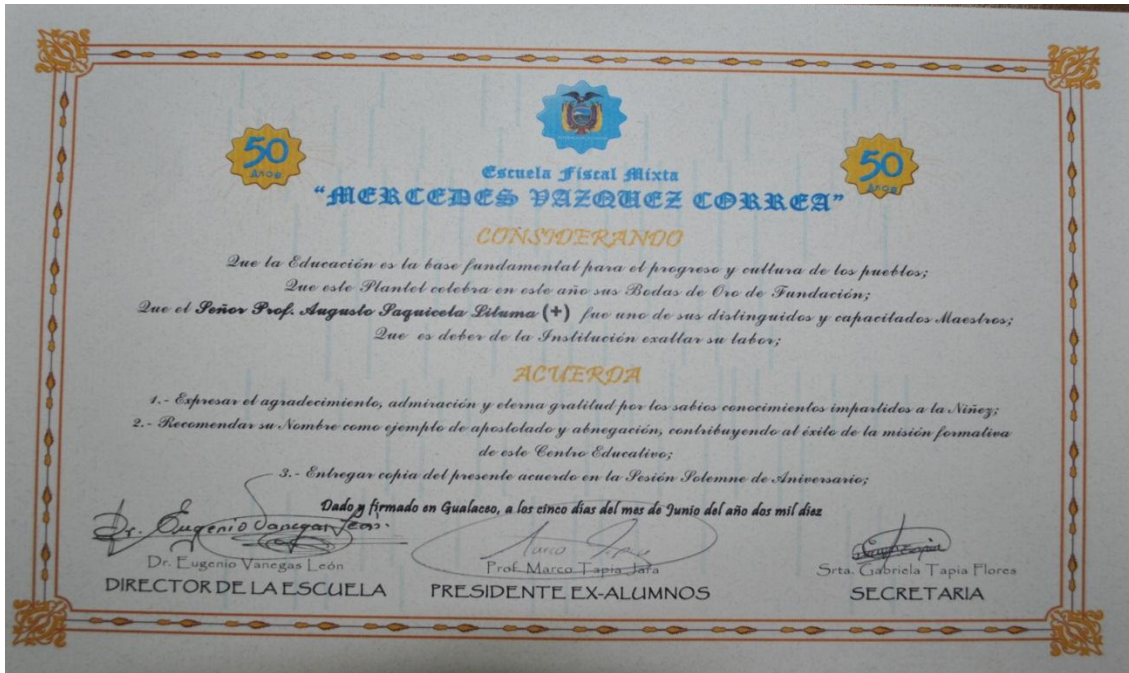 50 Años
50 Años
Escuela Fiscal Mixta
“MERCEDES VAZQUEZ CORREA”
CONSIDERANDO
Que la Educación es la base fundamental para el progreso y cultura de los pueblos;
Que este Plantel celebra en este año sus Bodas de Oro de Fundación;
Que el Señor Prof. Augusto Saquicela Lituma (+) fue uno de sus distinguidos y capacitados Maestros;
Que es deber de la Institución exaltar su labor;
ACUERDA
1.- Expresar el agradecimiento, admiración y eterna gratitud por los sabios conocimientos impartidos a la Niñez;
2.- Recomendar su Nombre como ejemplo de apostolado y abnegación, contribuyendo al éxito de la misión formativa
de este Centro Educativo;
3.- Entregar copia del presente acuerdo en la Sesión Solemne de Aniversario;
Dado y firmado en Gualaceo, a los cinco días del mes de Junio del año dos mil diez
Dr. Eugenio Vanegas León.
Dr. Eugenio Vanegas León
DIRECTOR DE LA ESCUELA
Marco Tapia
Prof. Marco Tapia Jara
PRESIDENTE EX-ALUMNOS
Srta. Gabriela Tapia Flores
SECRETARIA